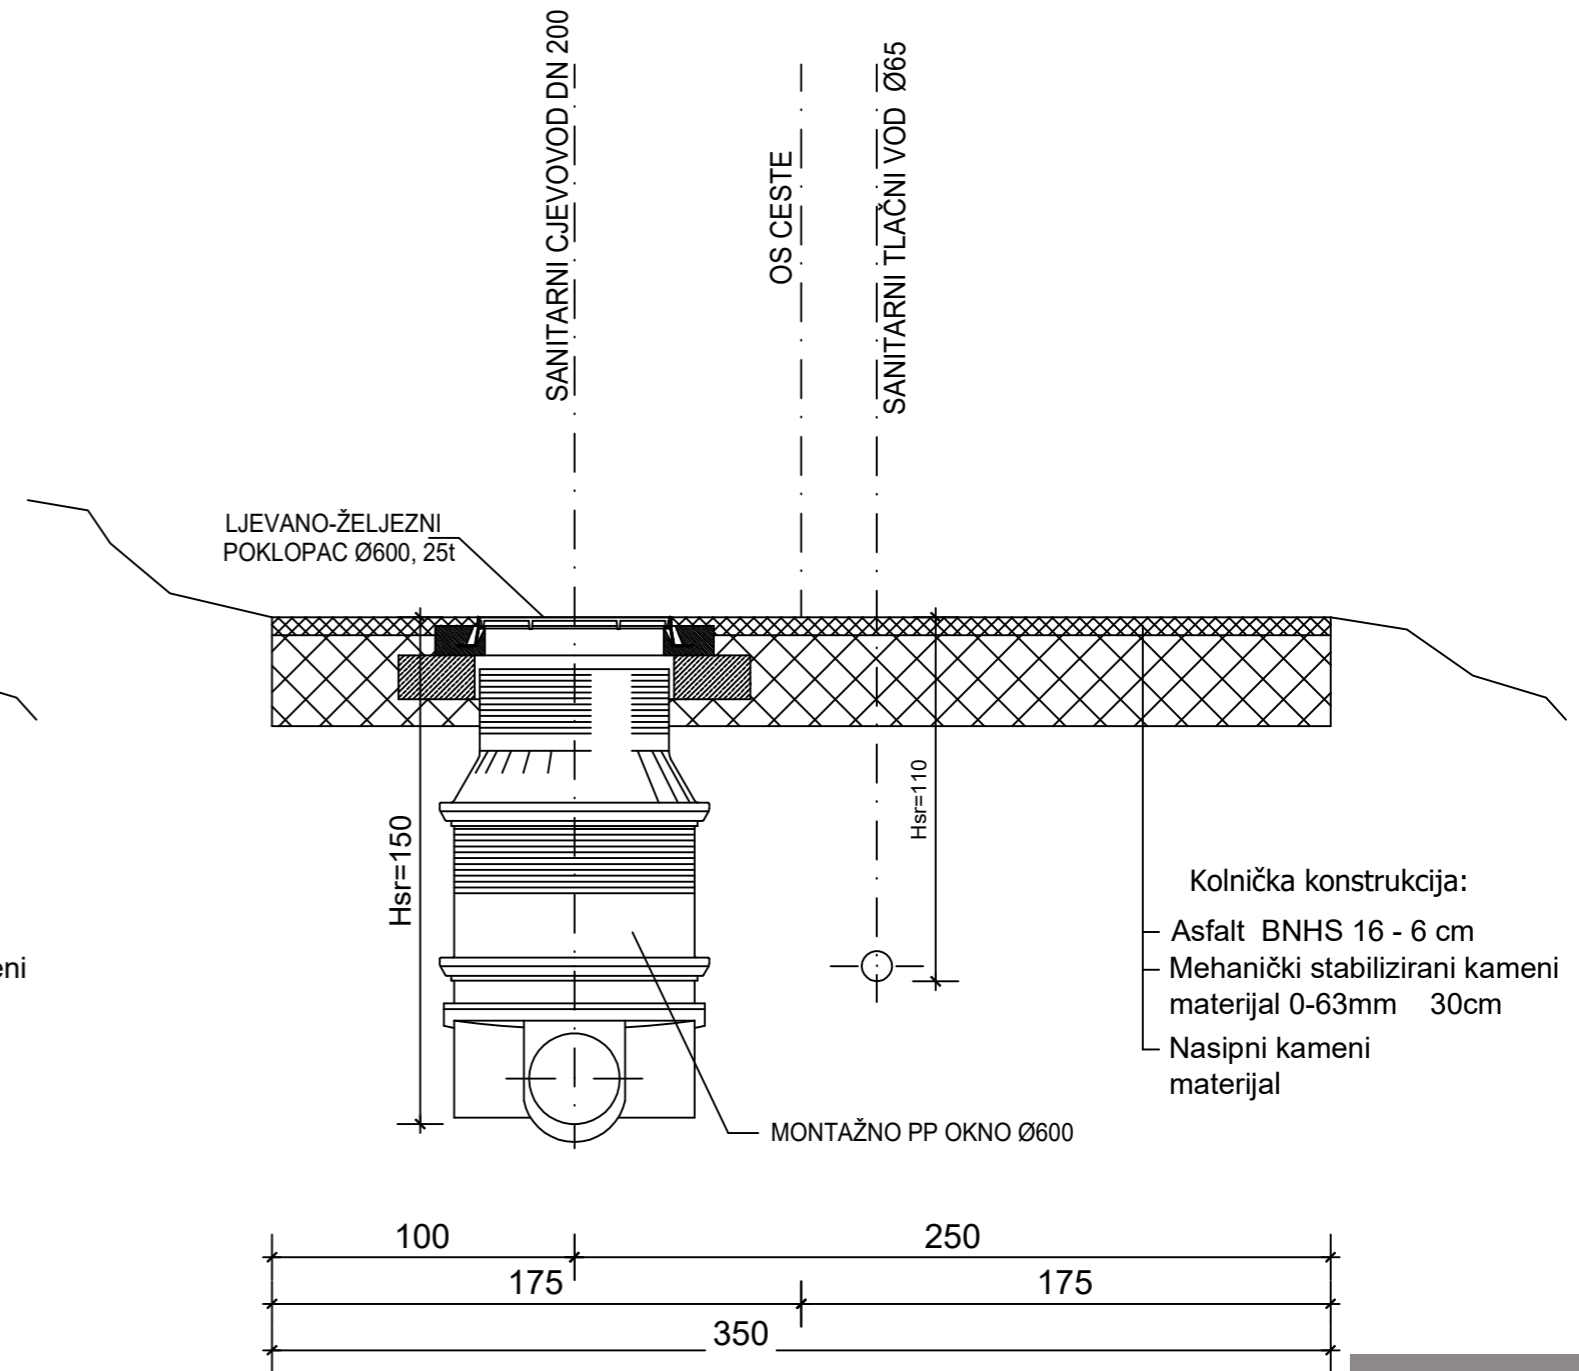 SANITARNI CJEVOVOD DN 200
OS CESTE
SANITARNI TLAČNI VOD Ø65
LJEVANO-ŽELJEZNI
POKLOPAC Ø600, 25t
Hsr=150
Hsr=110
Kolnička konstrukcija:
Asfalt BNHS 16 - 6 cm
Mehanički stabilizirani kameni
materijal 0-63mm 30cm
Nasipni kameni
materijal
eni
MONTAŽNO PP OKNO Ø600
100
250
175
175
350